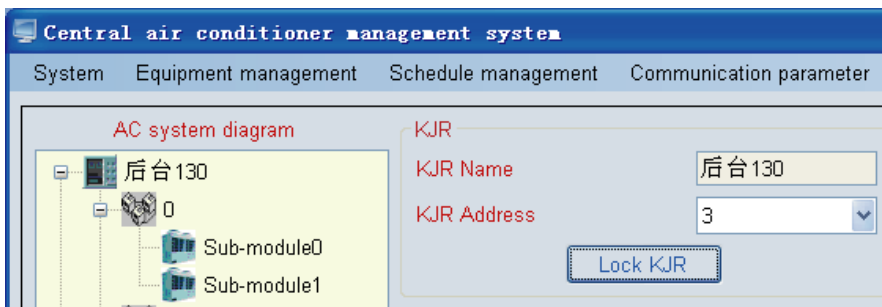 Central air conditioner management system
System Equipment management Schedule management Communication parameter
AC system diagram
后台130
0
Sub-module0
Sub-module1
KJR
KJR Name 后台130
KJR Address 3
Lock KJR